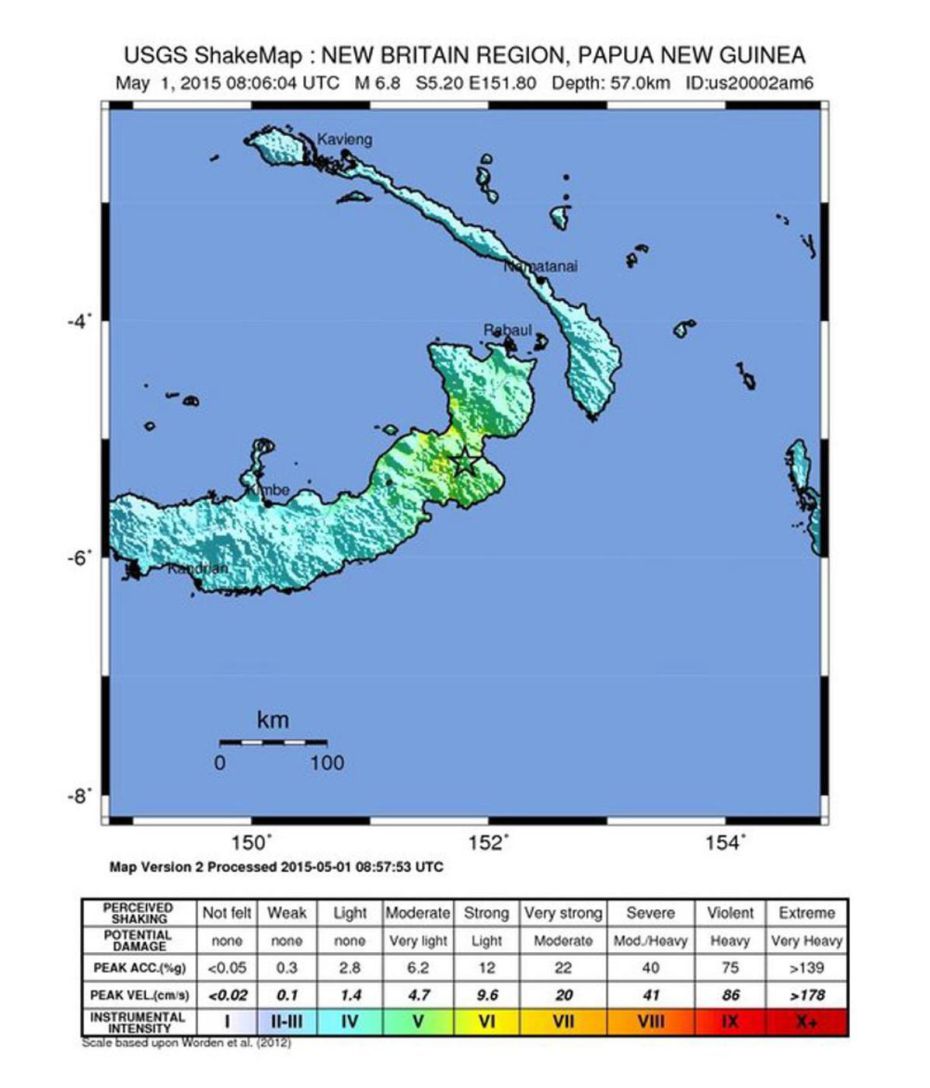 USGS ShakeMap : NEW BRITAIN REGION, PAPUA NEW GUINEA
May 1, 2015 08:06:04 UTC M 6.8 S5.20 E151.80 Depth: 57.0km ID:us20002am6
Kavieng
Namatanai
-4°
Rabaul
Kimbe
-6°
Kandrian
km
0 100
-8°
150° 152° 154°
Map Version 2 Processed 2015-05-01 08:57:53 UTC
PERCEIVED SHAKING Not felt Weak Light Moderate Strong Very strong Severe Violent Extreme
POTENTIAL DAMAGE none none none Very light Light Moderate Mod./Heavy Heavy Very Heavy
PEAK ACC.(%g) <0.05 0.3 2.8 6.2 12 22 40 75 >139
PEAK VEL.(cm/s) <0.02 0.1 1.4 4.7 9.6 20 41 86 >178
INSTRUMENTAL INTENSITY I II-III IV V VI VII VIII IX X+
Scale based upon Worden et al. (2012)